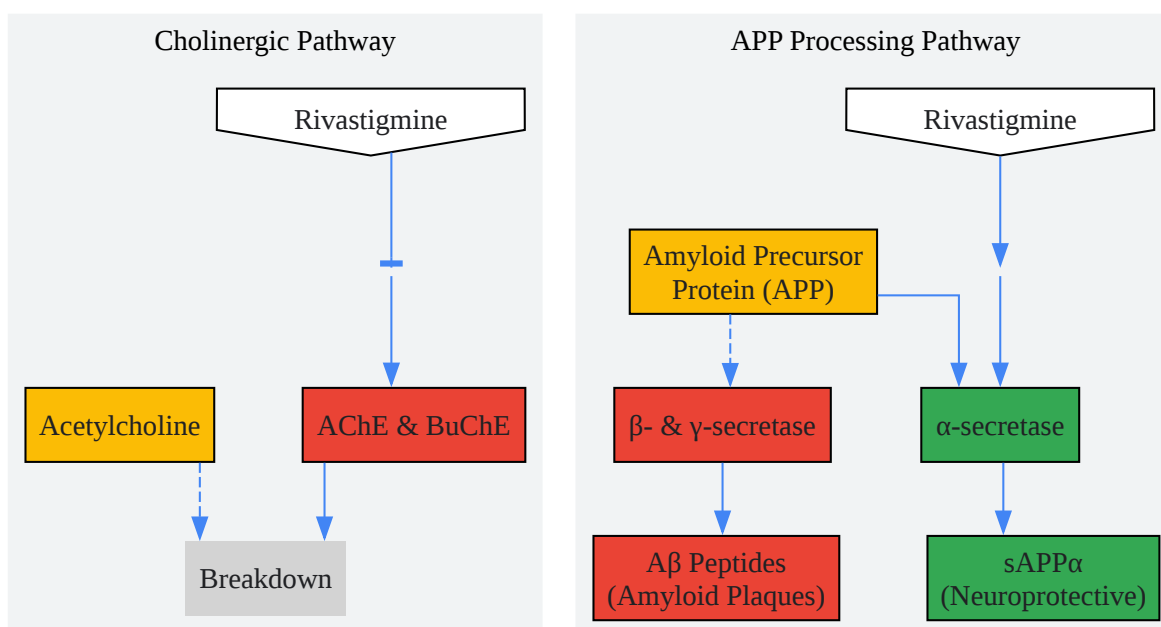 Cholinergic Pathway
Rivastigmine
Acetylcholine
AChE & BuChE
Breakdown
APP Processing Pathway
Rivastigmine
Amyloid Precursor
Protein (APP)
β- & γ-secretase
α-secretase
Aβ Peptides
(Amyloid Plaques)
sAPPα
(Neuroprotective)